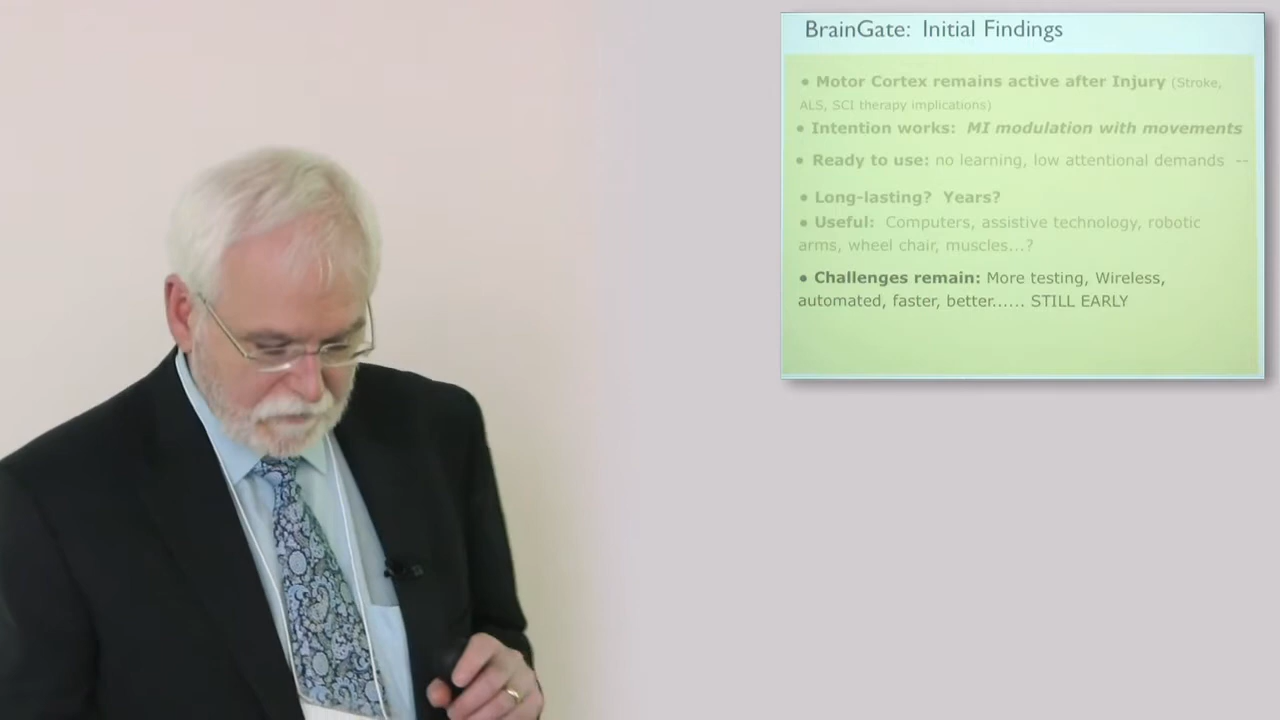 BrainGate: Initial Findings
• Motor Cortex remains active after Injury (Stroke,
ALS, SCI therapy implications)
• Intention works: MI modulation with movements
• Ready to use: no learning, low attentional demands --
• Long-lasting? Years?
• Useful: Computers, assistive technology, robotic
arms, wheel chair, muscles...?
• Challenges remain: More testing, Wireless,
automated, faster, better...... STILL EARLY